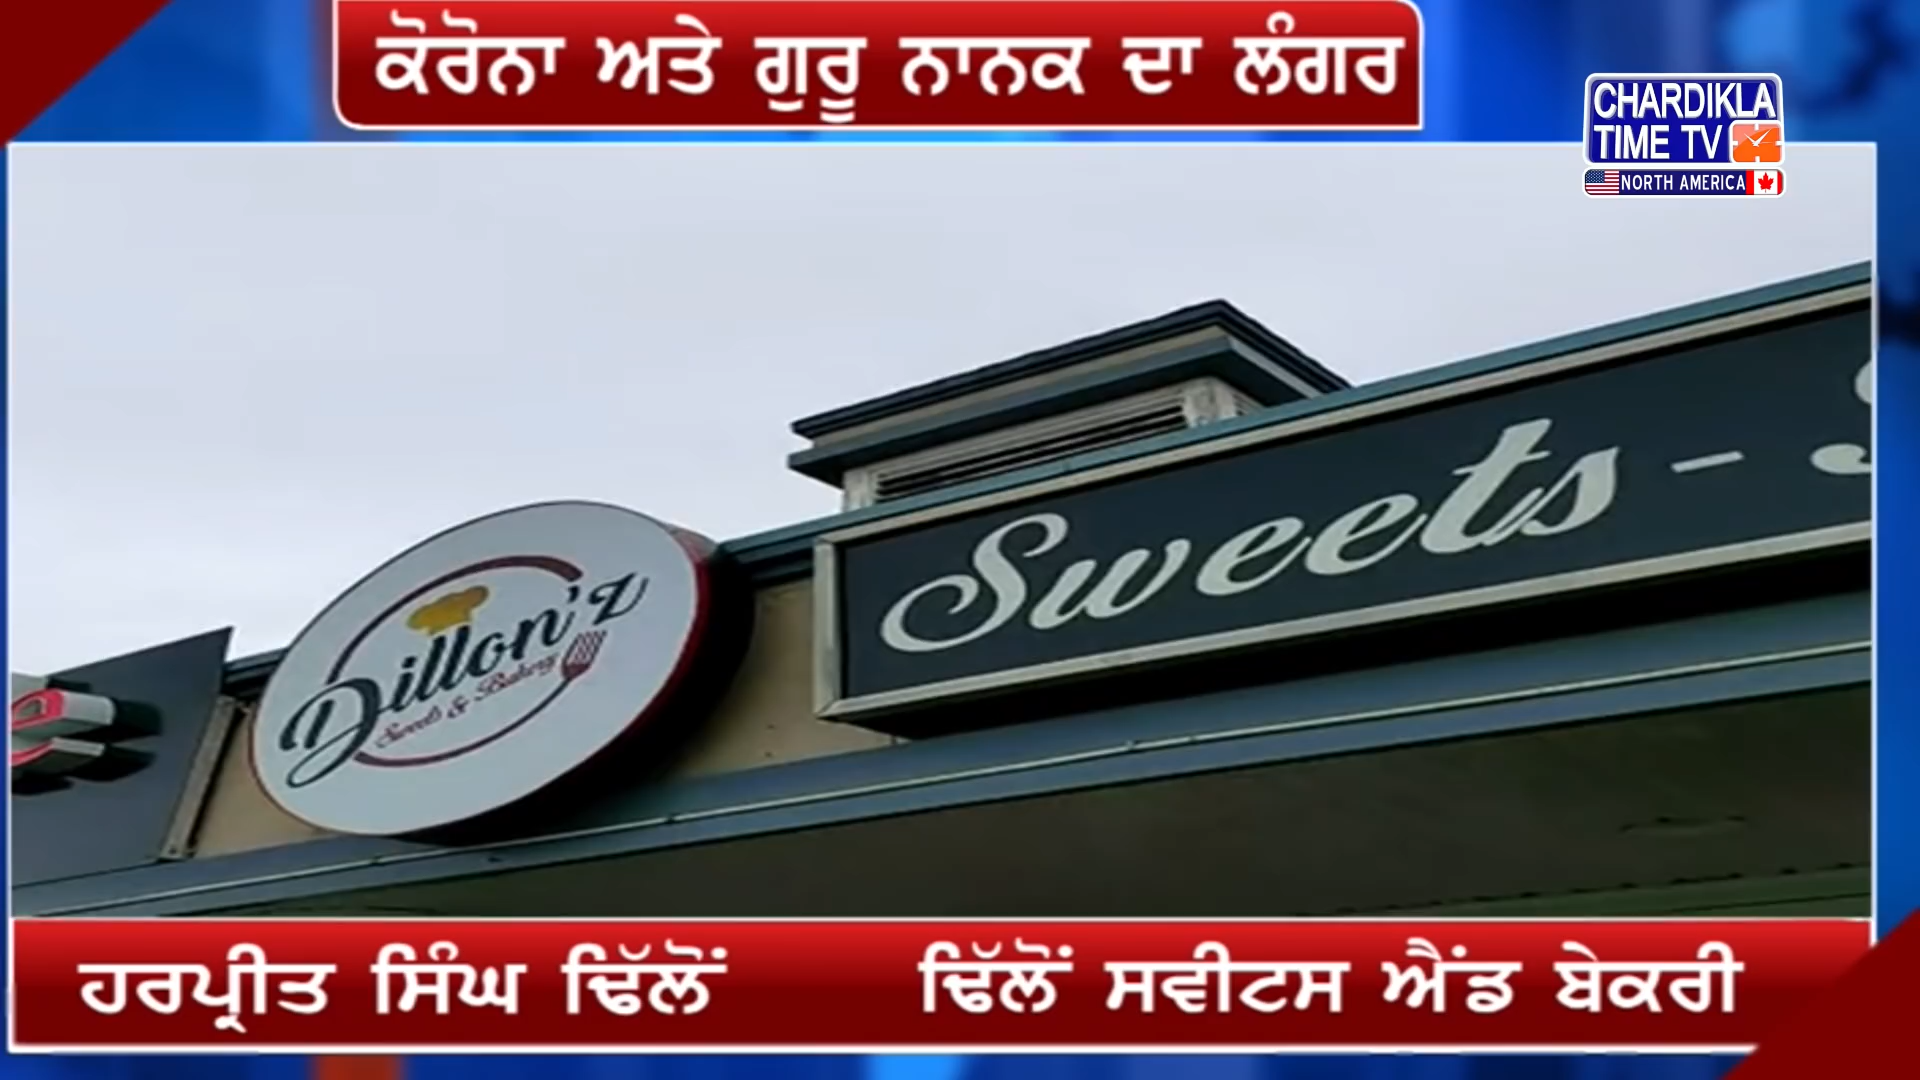 ਕੋਰੋਨਾ ਅਤੇ ਗੁਰੂ ਨਾਨਕ ਦਾ ਲੰਗਰ
CHARDIKLA
TIME TV
NORTH AMERICA
Sweets -
Dillon'z
Sweets & Bakery
ਹਰਪ੍ਰੀਤ ਸਿੰਘ ਢਿੱਲੋਂ
ਢਿੱਲੋਂ ਸਵੀਟਸ ਐਂਡ ਬੇਕਰੀ